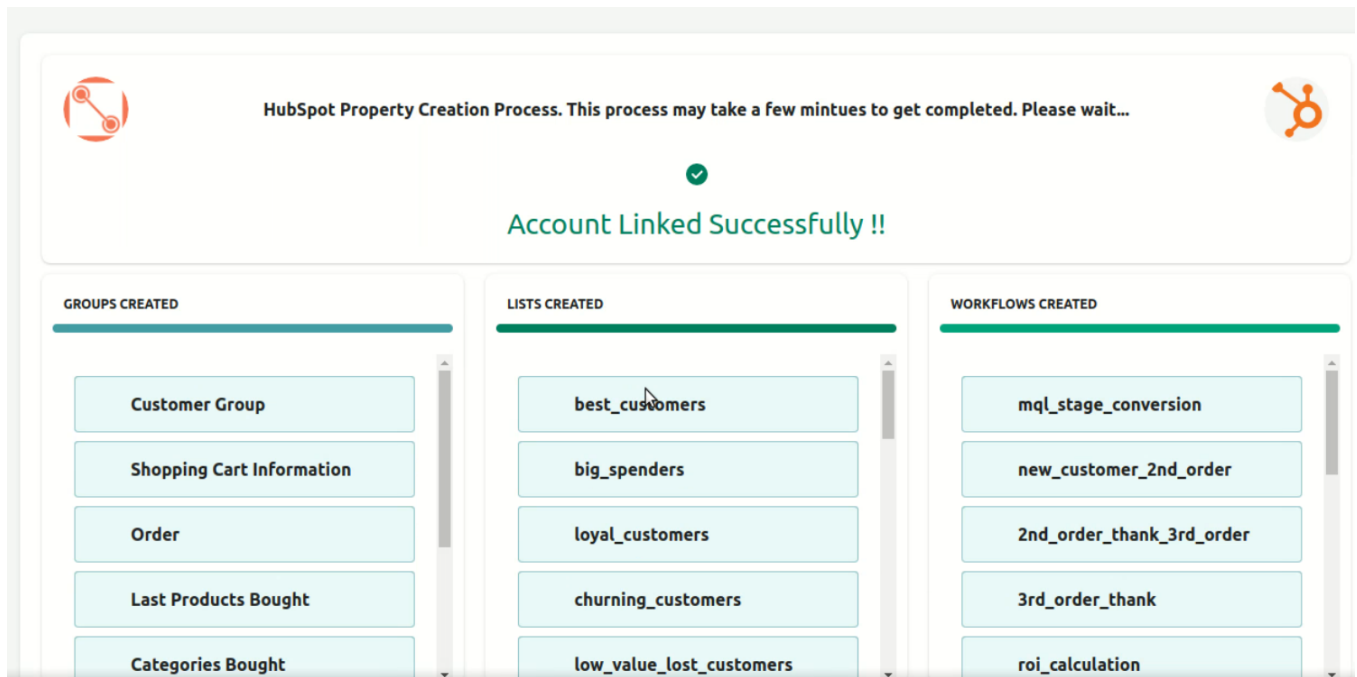 HubSpot Property Creation Process. This process may take a few mintues to get completed. Please wait...
Account Linked Successfully !!
GROUPS CREATED
Customer Group
Shopping Cart Information
Order
Last Products Bought
Categories Bought
LISTS CREATED
best_customers
big_spenders
loyal_customers
churning_customers
low_value_lost_customers
WORKFLOWS CREATED
mql_stage_conversion
new_customer_2nd_order
2nd_order_thank_3rd_order
3rd_order_thank
roi_calculation